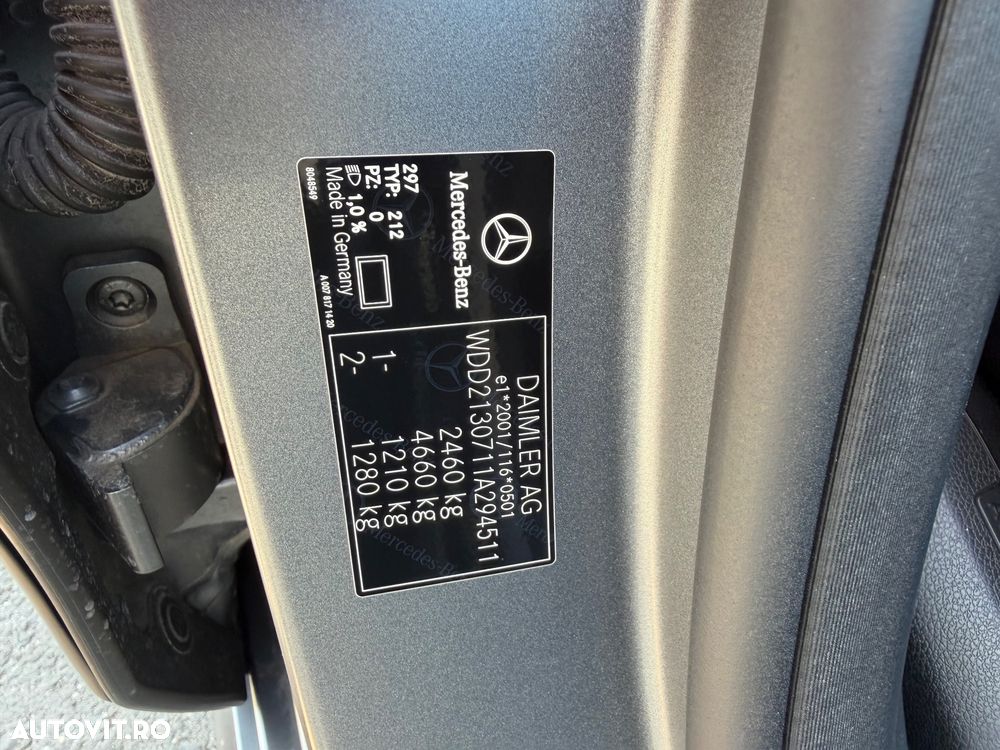 Mercedes-Benz
297
TYP: 212
PZ: 0
1,0 %
Made in Germany
8048549
A 007 817 14 20
DAIMLER AG
e1*2001/116*0501
WDD2130711A294511
2460 kg
4660 kg
1- 1210 kg
2- 1280 kg
AUTOVIT.RO